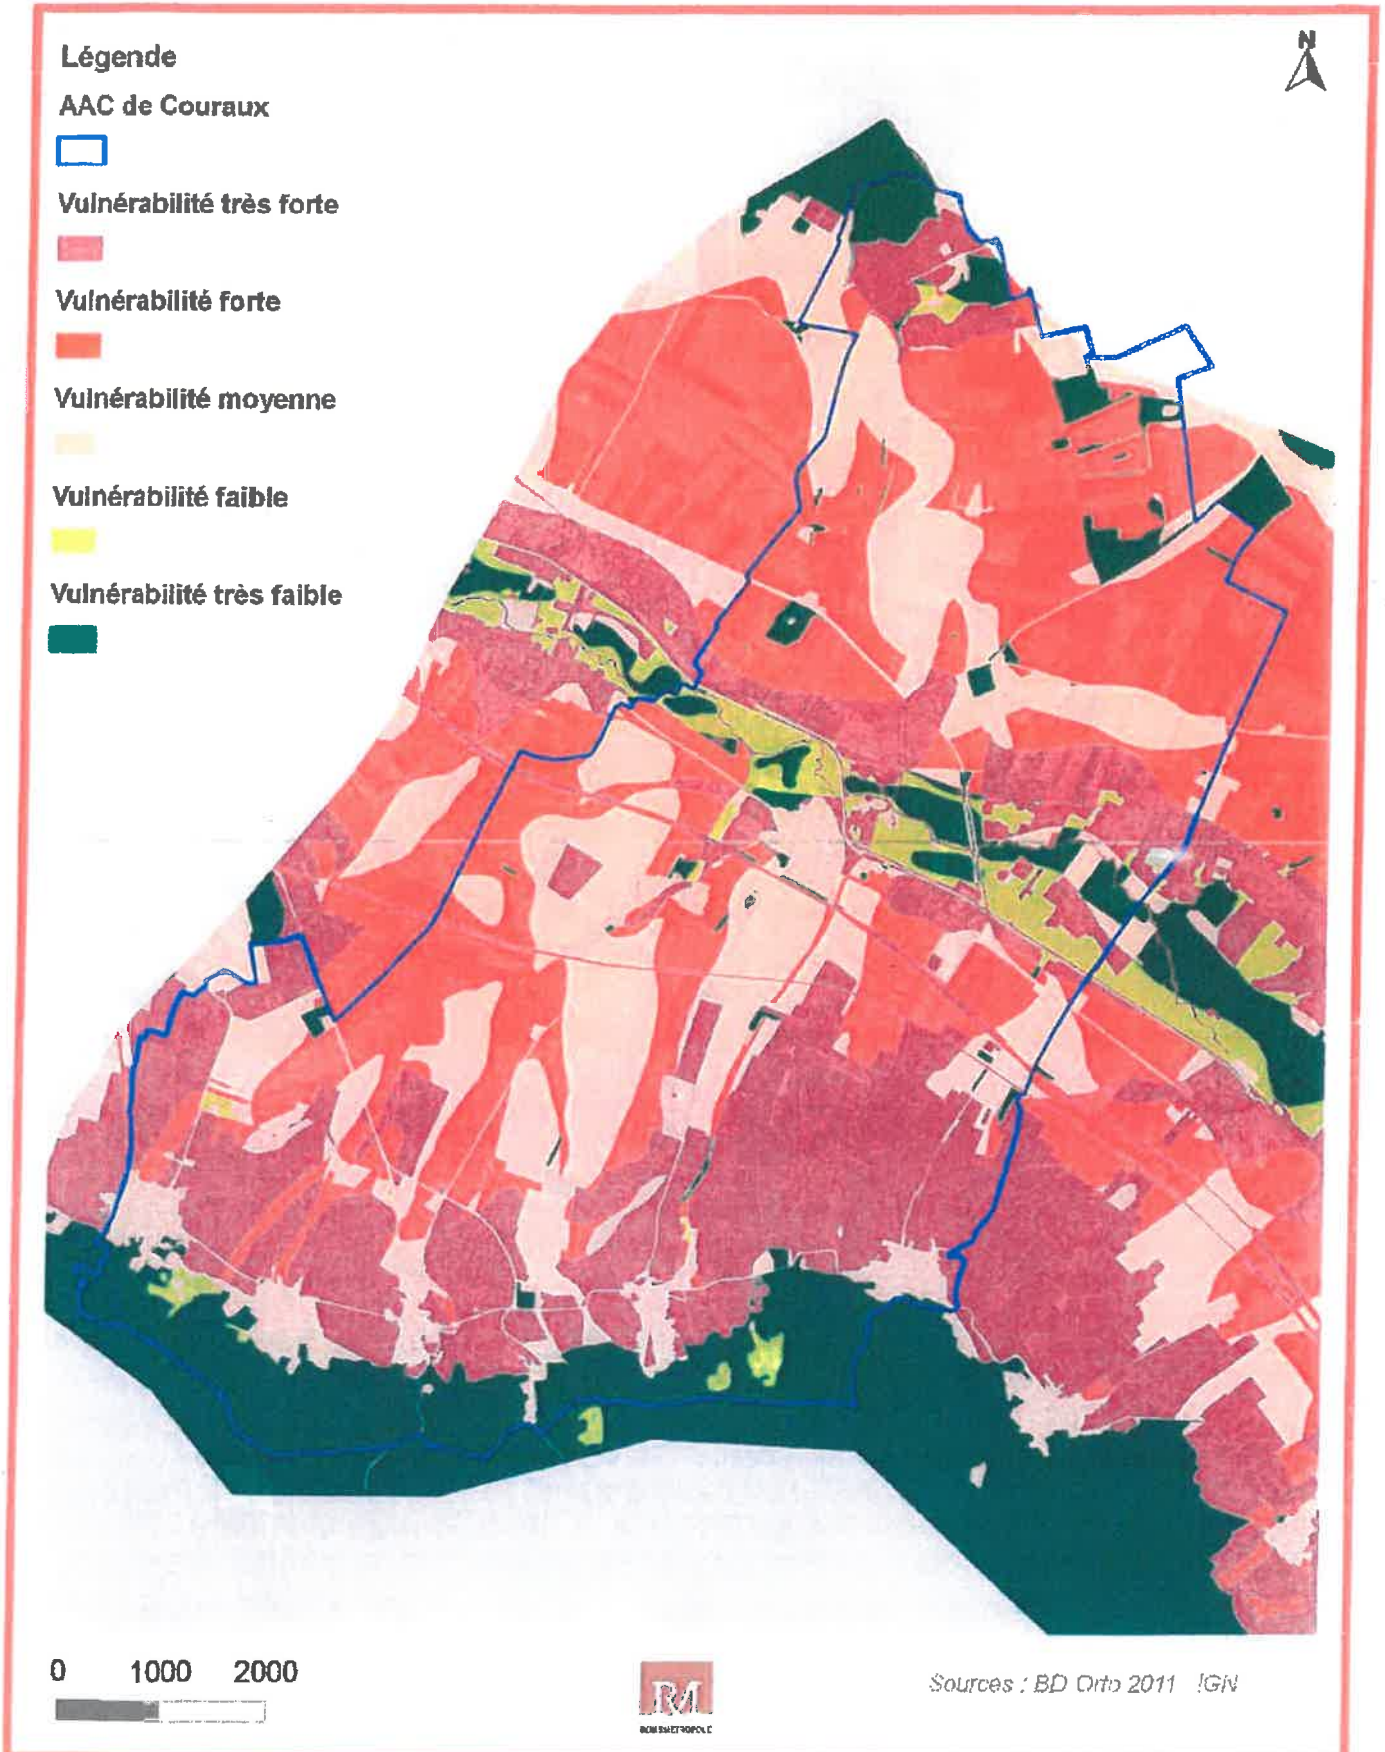 Légende
N
AAC de Couraux
Vulnérabilité très forte
Vulnérabilité forte
Vulnérabilité moyenne
Vulnérabilité faible
Vulnérabilité très faible
0 1000 2000
RM
Sources : BD Orto 2011 IGN